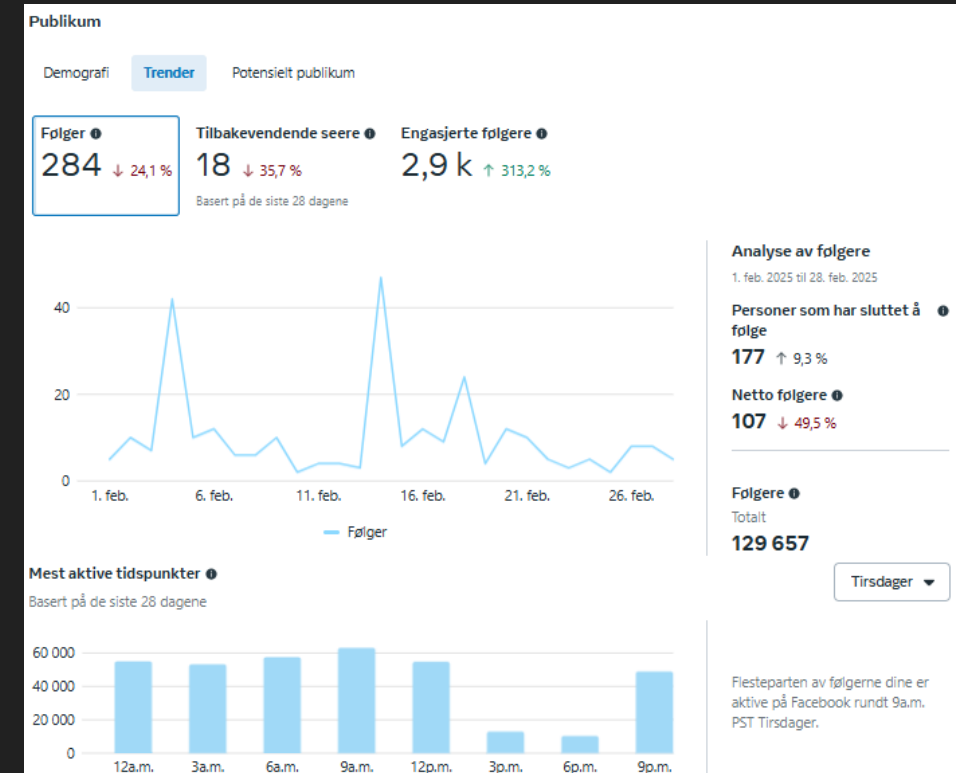 Publikum
Demografi Trender Potensielt publikum
Følger Tilbakevendende seere Engasjerte følgere
284 ↓ 24,1 % 18 ↓ 35,7 % 2,9 k ↑ 313,2 %
Basert på de siste 28 dagene
40
20
0
1. feb. 6. feb. 11. feb. 16. feb. 21. feb. 26. feb.
Følger
Analyse av følgere
1. feb. 2025 til 28. feb. 2025
Personer som har sluttet å
følge
177 ↑ 9,3 %
Netto følgere
107 ↓ 49,5 %
Følgere
Totalt
129 657
Mest aktive tidspunkter
Basert på de siste 28 dagene
Tirsdager
60 000
40 000
20 000
0
12a.m. 3a.m. 6a.m. 9a.m. 12p.m. 3p.m. 6p.m. 9p.m.
Flesteparten av følgerne dine er
aktive på Facebook rundt 9a.m.
PST Tirsdager.